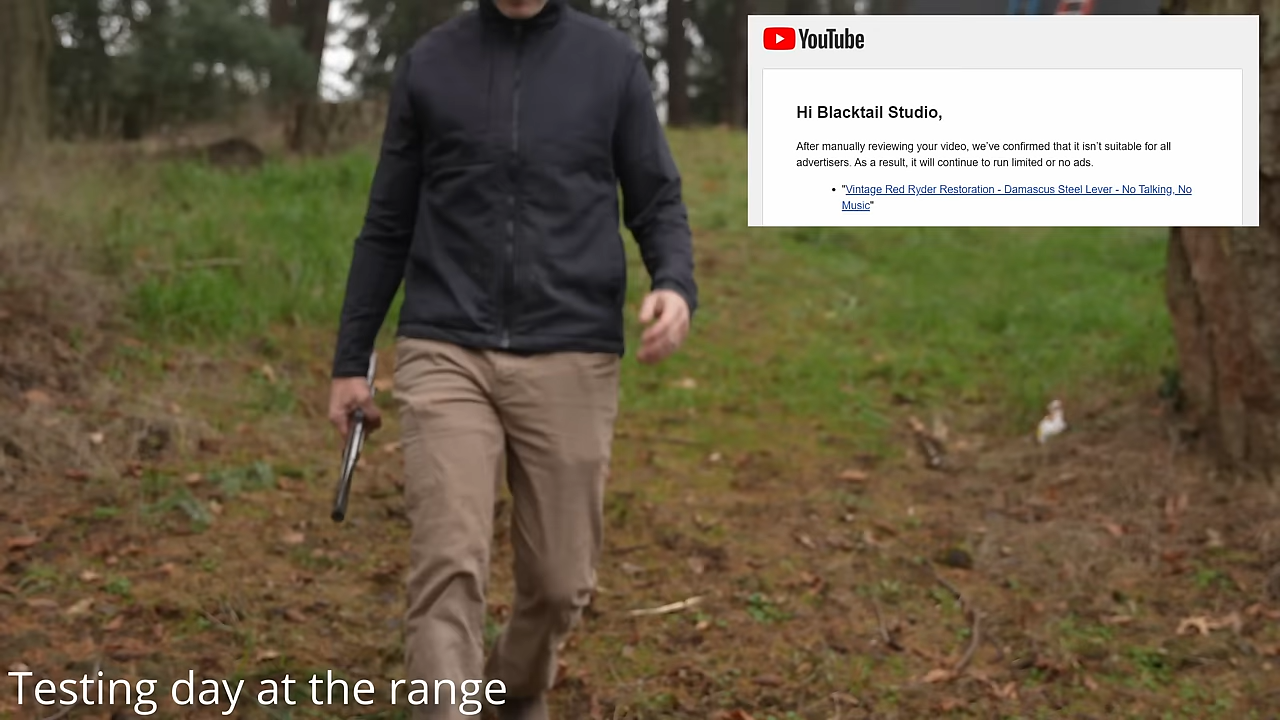 YouTube
Hi Blacktail Studio,
After manually reviewing your video, we've confirmed that it isn't suitable for all
advertisers. As a result, it will continue to run limited or no ads.
• "Vintage Red Ryder Restoration - Damascus Steel Lever - No Talking, No
Music"
Testing day at the range